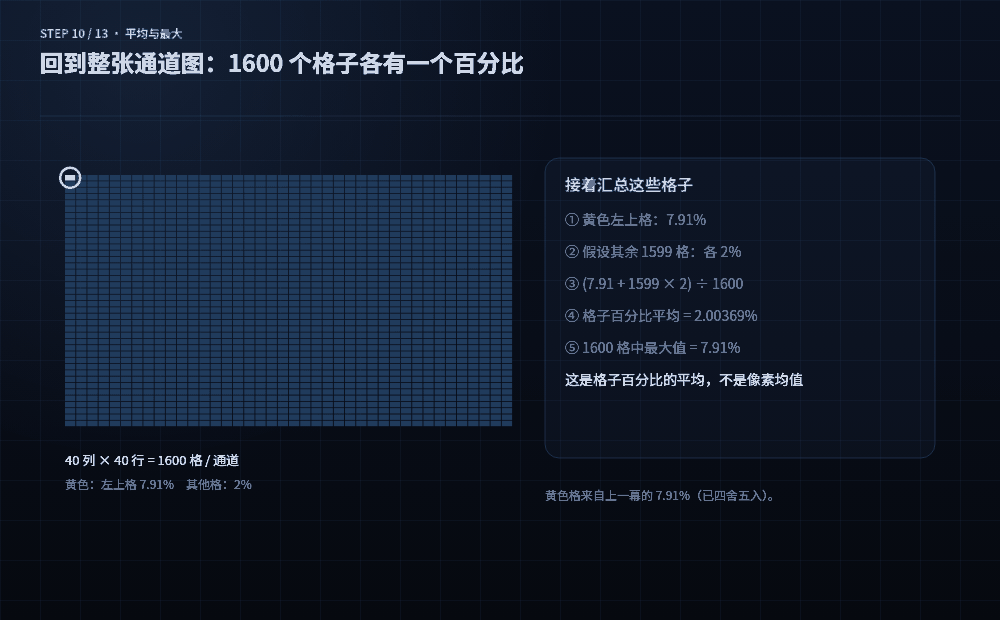 STEP 10 / 13 · 平均与最大
回到整张通道图：1600 个格子各有一个百分比
接着汇总这些格子
① 黄色左上格：7.91%
② 假设其余 1599 格：各 2%
③ (7.91 + 1599 × 2) ÷ 1600
④ 格子百分比平均 = 2.00369%
⑤ 1600 格中最大值 = 7.91%
这是格子百分比的平均，不是像素均值
40 列 × 40 行 = 1600 格 / 通道
黄色：左上格 7.91%　其他格：2%
黄色格来自上一幕的 7.91%（已四舍五入）。